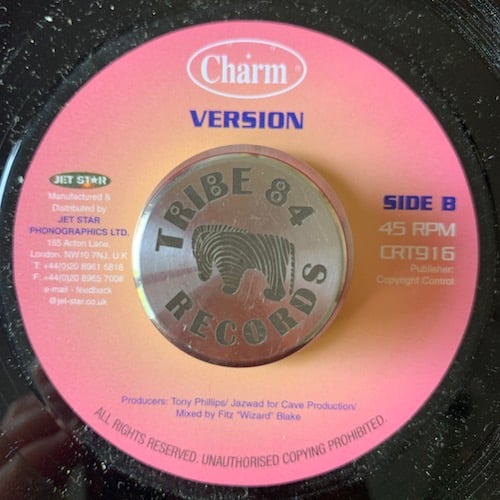 Charm
VERSION
JET STAR
Manufactured &
Distributed by
JET STAR
PHONOGRAPHICS LTD.
155 Acton Lane,
London. NW10 7NJ, U.K
T: +44(0)20 8961 5818
F: +44(0)20 8965 7008
e-mail - feedback
@jet-star.co.uk
TRIBE 84
RECORDS
SIDE B
45 RPM
CRT916
Publisher:
Copyright Control
Producers: Tony Phillips/ Jazwad for Cave Production/
Mixed by Fitz "Wizard" Blake
ALL RIGHTS RESERVED. UNAUTHORISED COPYING PROHIBITED.